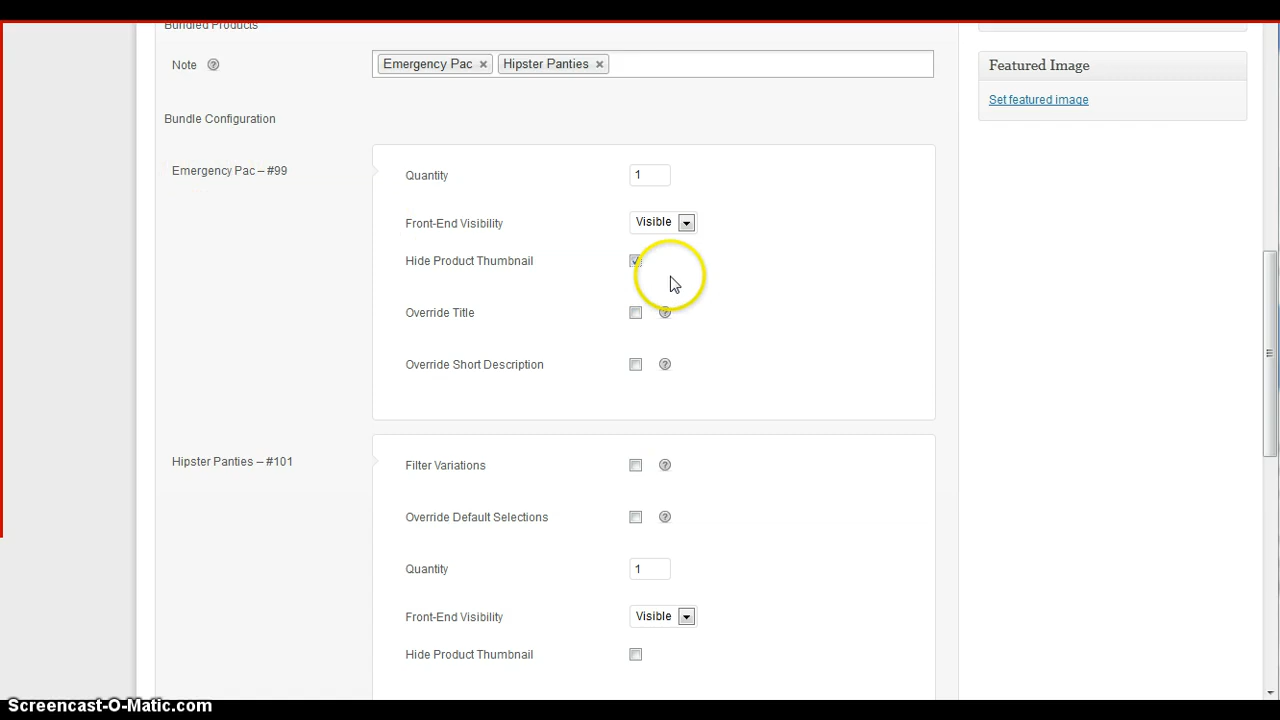 Bundled Products
Note
Emergency Pac × Hipster Panties ×
Featured Image
Set featured image
Bundle Configuration
Emergency Pac – #99
Quantity 1
Front-End Visibility Visible
Hide Product Thumbnail
Override Title ?
Override Short Description ?
Hipster Panties – #101
Filter Variations ?
Override Default Selections ?
Quantity 1
Front-End Visibility Visible
Hide Product Thumbnail
Screencast-O-Matic.com